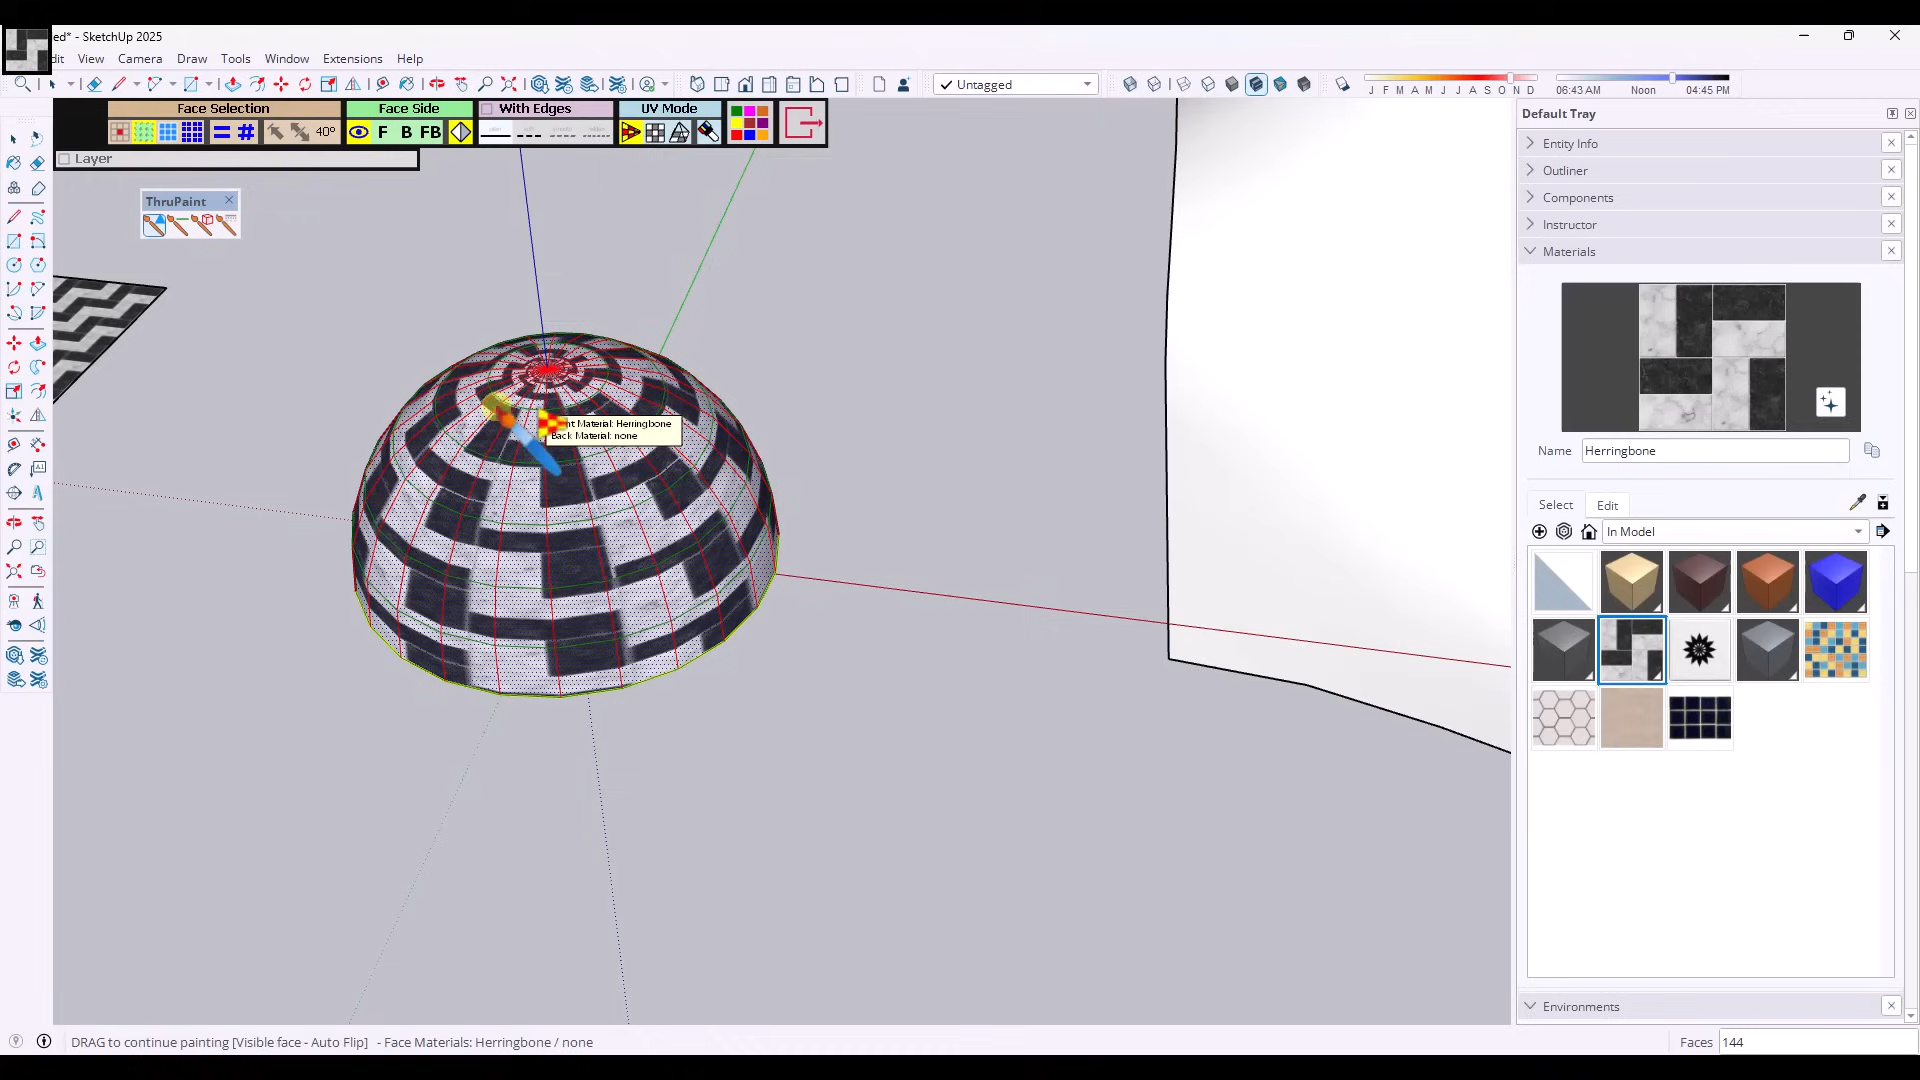 ed* - SketchUp 2025
dit View Camera Draw Tools Window Extensions Help
Untagged
J F M A M J J A S O N D
06:43 AM Noon 04:45 PM
Face Selection Face Side With Edges UV Mode
40° F B FB
Layer
ThruPaint
nt Material: Herringbone
Back Material: none
Default Tray
Entity Info
Outliner
Components
Instructor
Materials
Name Herringbone
Select Edit
In Model
Environments
DRAG to continue painting [Visible face - Auto Flip] - Face Materials: Herringbone / none
Faces 144